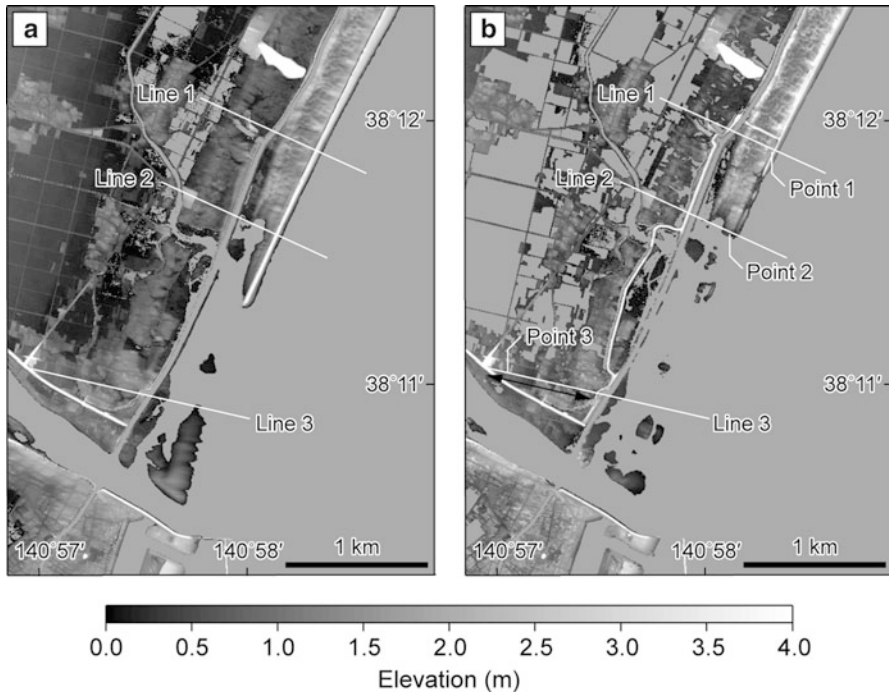 a
Line 1
Line 2
Line 3
38°12′
38°11′
140°57′
140°58′
1 km
b
Line 1
Line 2
Line 3
Point 1
Point 2
Point 3
38°12′
38°11′
140°57′
140°58′
1 km
0.0 0.5 1.0 1.5 2.0 2.5 3.0 3.5 4.0
Elevation (m)